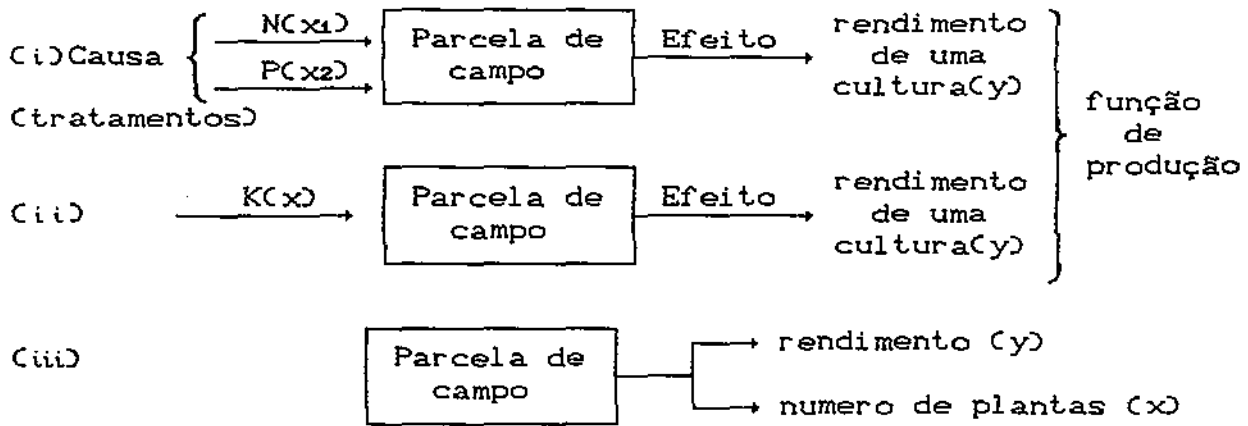 N(x1) Parcela de campo Efeito rendimento de uma cultura(y)
(i)Causa
P(x2)
(tratamentos)
função de produção
(ii) K(x) Parcela de campo Efeito rendimento de uma cultura(y)
(iii) Parcela de campo rendimento (y)
numero de plantas (x)